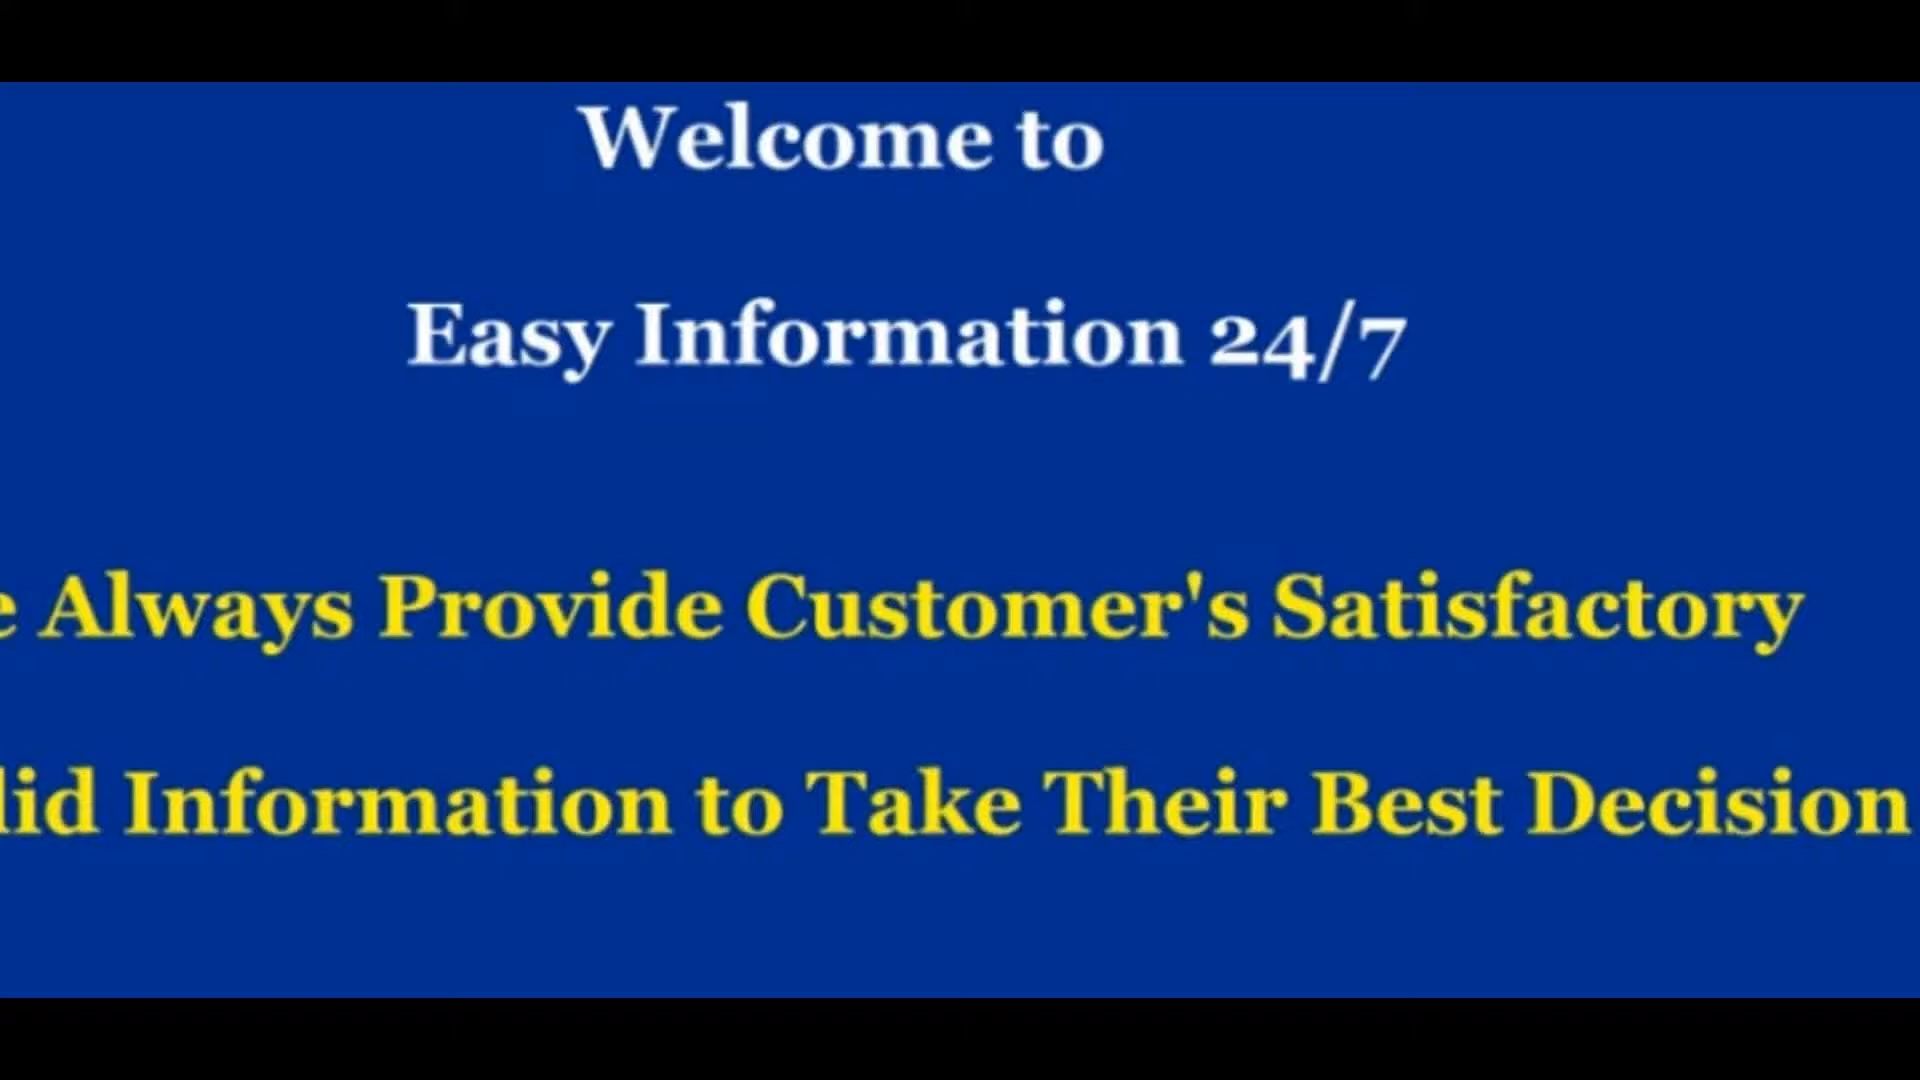 Welcome to
Easy Information 24/7
Always Provide Customer's Satisfactory
Information to Take Their Best Decision